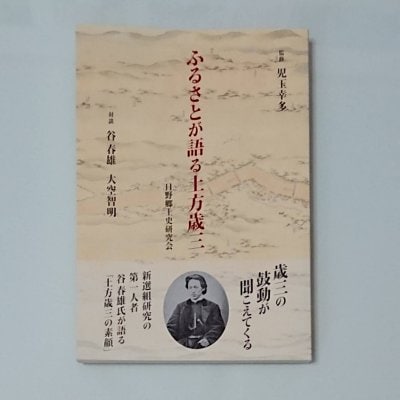 監修 児玉幸多
ふるさとが語る土方歳三
日野郷土史研究会
対談 谷春雄 大空智明
歳三の
鼓動が
聞こえてくる
新選組研究の
第一人者
谷春雄氏が語る
「土方歳三の素顔」